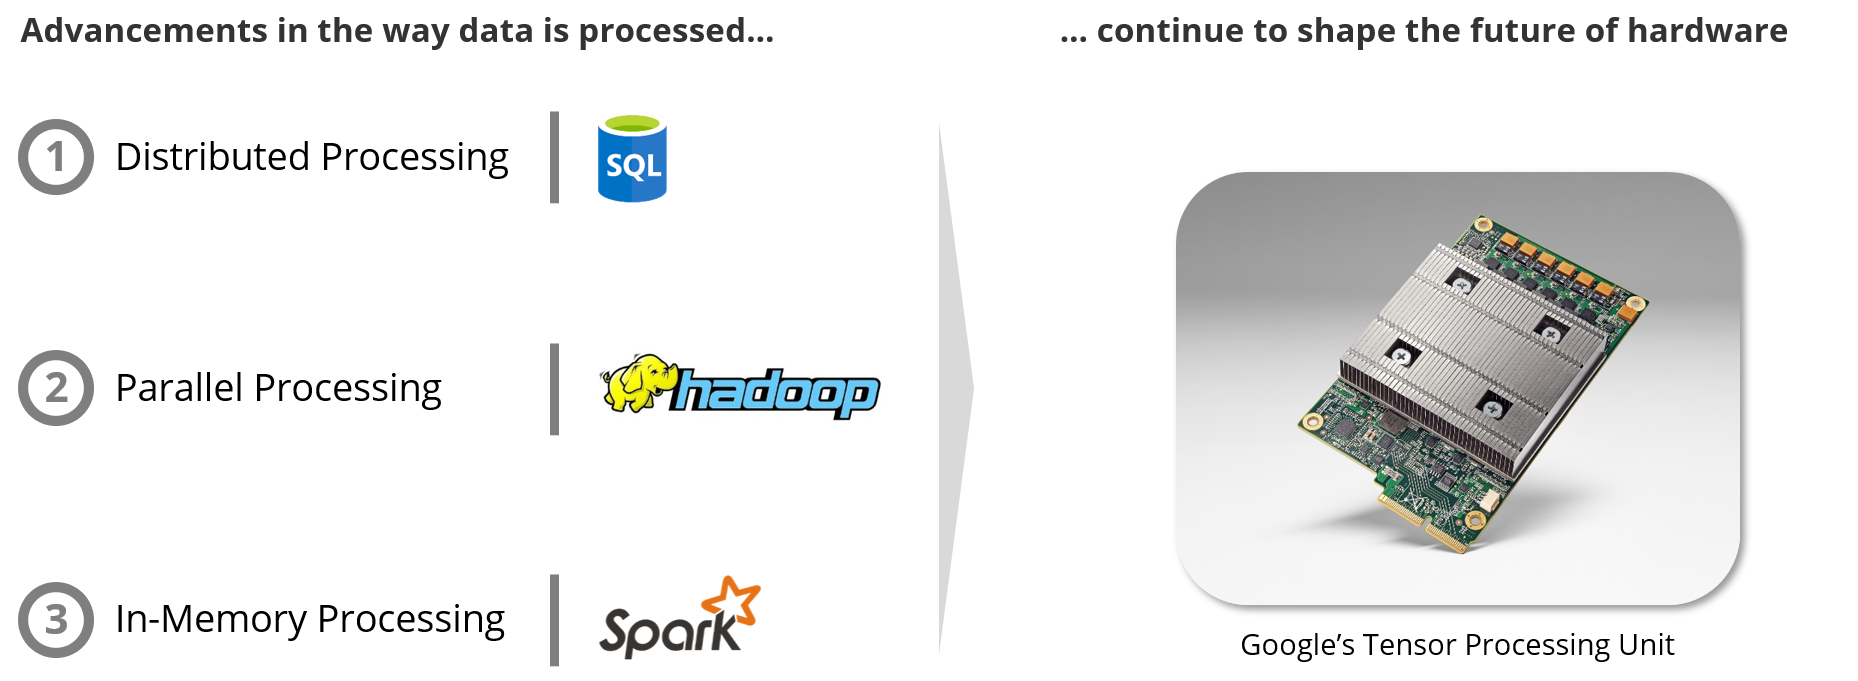 Advancements in the way data is processed...
... continue to shape the future of hardware
1 Distributed Processing
SQL
2 Parallel Processing
hadoop
3 In-Memory Processing
Spark
Google’s Tensor Processing Unit